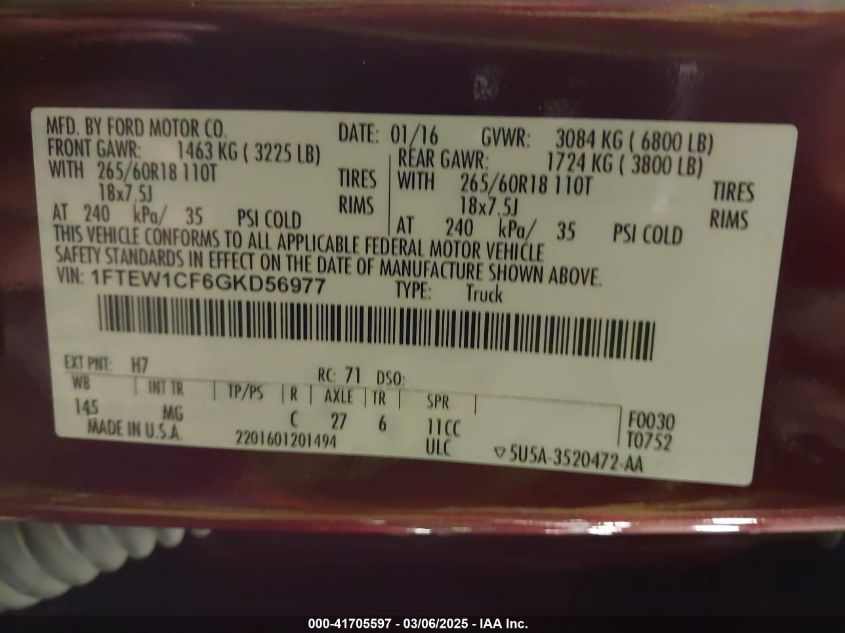 MFD. BY FORD MOTOR CO. DATE: 01/16 GVWR: 3084 KG ( 6800 LB)
FRONT GAWR: 1463 KG ( 3225 LB) REAR GAWR: 1724 KG ( 3800 LB)
WITH 265/60R18 110T TIRES WITH 265/60R18 110T TIRES
18x7.5J RIMS 18x7.5J RIMS
AT 240 kPa/ 35 PSI COLD AT 240 kPa/ 35 PSI COLD
THIS VEHICLE CONFORMS TO ALL APPLICABLE FEDERAL MOTOR VEHICLE
SAFETY STANDARDS IN EFFECT ON THE DATE OF MANUFACTURE SHOWN ABOVE.
VIN: 1FTEW1CF6GKD56977 TYPE: Truck
EXT PNT: H7 RC: 71 DSO:
WB INT TR TP/PS R AXLE TR SPR
145 MG C 27 6 11CC F0030
MADE IN U.S.A. 2201601201494 ULC T0752
▽5U5A-3520472-AA
000-41705597 - 03/06/2025 - IAA Inc.